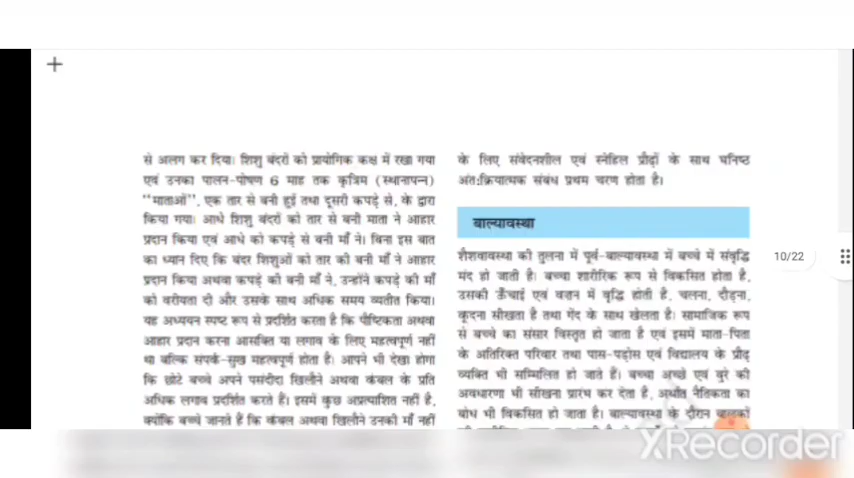 से अलग कर दिया। शिशु बंदरों को प्रायोगिक कक्ष में रखा गया
एवं उनका पालन-पोषण 6 माह तक कृत्रिम (स्थानापन्न)
"माताओं", एक तार से बनी हुई तथा दूसरी कपड़े से, के द्वारा
किया गया। आधे शिशु बंदरों को तार से बनी माता ने आहार
प्रदान किया एवं आधे को कपड़े से बनी माँ ने। बिना इस बात
का ध्यान दिए कि बंदर शिशुओं को तार की बनी माँ ने आहार
प्रदान किया अथवा कपड़े की बनी माँ ने, उन्होंने कपड़े की माँ
को वरीयता दी और उसके साथ अधिक समय व्यतीत किया।
यह अध्ययन स्पष्ट रूप से प्रदर्शित करता है कि पौष्टिकता अथवा
आहार प्रदान करना आसक्ति या लगाव के लिए महत्वपूर्ण नहीं
था बल्कि संपर्क-सुख महत्वपूर्ण होता है। आपने भी देखा होगा
कि छोटे बच्चे अपने पसंदीदा खिलौने अथवा कंबल के प्रति
अधिक लगाव प्रदर्शित करते हैं। इसमें कुछ अप्रत्याशित नहीं है,
क्योंकि बच्चे जानते हैं कि कंबल अथवा खिलौने उनकी माँ नहीं
के लिए संवेदनशील एवं स्नेहिल प्रौढ़ों के साथ घनिष्ठ
अंत:क्रियात्मक संबंध प्रथम चरण होता है।
बाल्यावस्था
शैशवावस्था की तुलना में पूर्व-बाल्यावस्था में बच्चे में संवृद्धि
मंद हो जाती है। बच्चा शारीरिक रूप से विकसित होता है,
उसकी ऊँचाई एवं वज़न में वृद्धि होती है, चलना, दौड़ना,
कूदना सीखता है तथा गेंद के साथ खेलता है। सामाजिक रूप
से बच्चे का संसार विस्तृत हो जाता है एवं इसमें माता-पिता
के अतिरिक्त परिवार तथा पास-पड़ोस एवं विद्यालय के प्रौढ़
व्यक्ति भी सम्मिलित हो जाते हैं। बच्चा अच्छे एवं बुरे की
अवधारणा भी सीखना प्रारंभ कर देता है, अर्थात नैतिकता का
बोध भी विकसित हो जाता है। बाल्यावस्था के दौरान बालकों
10/22
XRecorder